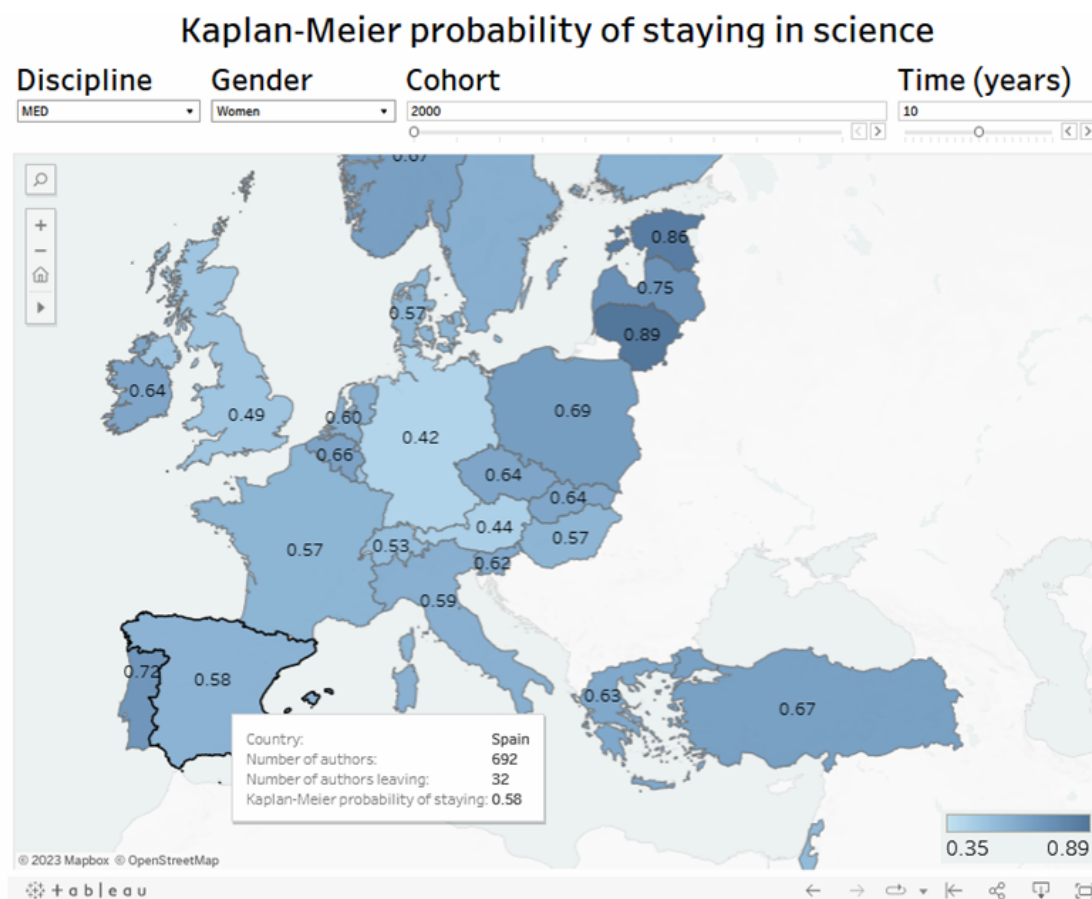 Kaplan-Meier probability of staying in science
Discipline Gender Cohort Time (years)
MED Women 2000 10
0.67
0.86
0.75
0.57
0.89
0.64
0.49
0.60
0.42
0.69
0.66
0.64
0.64
0.44
0.57
0.53
0.57
0.62
0.59
0.72
0.58
0.63
0.67
Country: Spain
Number of authors: 692
Number of authors leaving: 32
Kaplan-Meier probability of staying: 0.58
0.35 0.89
© 2023 Mapbox © OpenStreetMap
+ableau